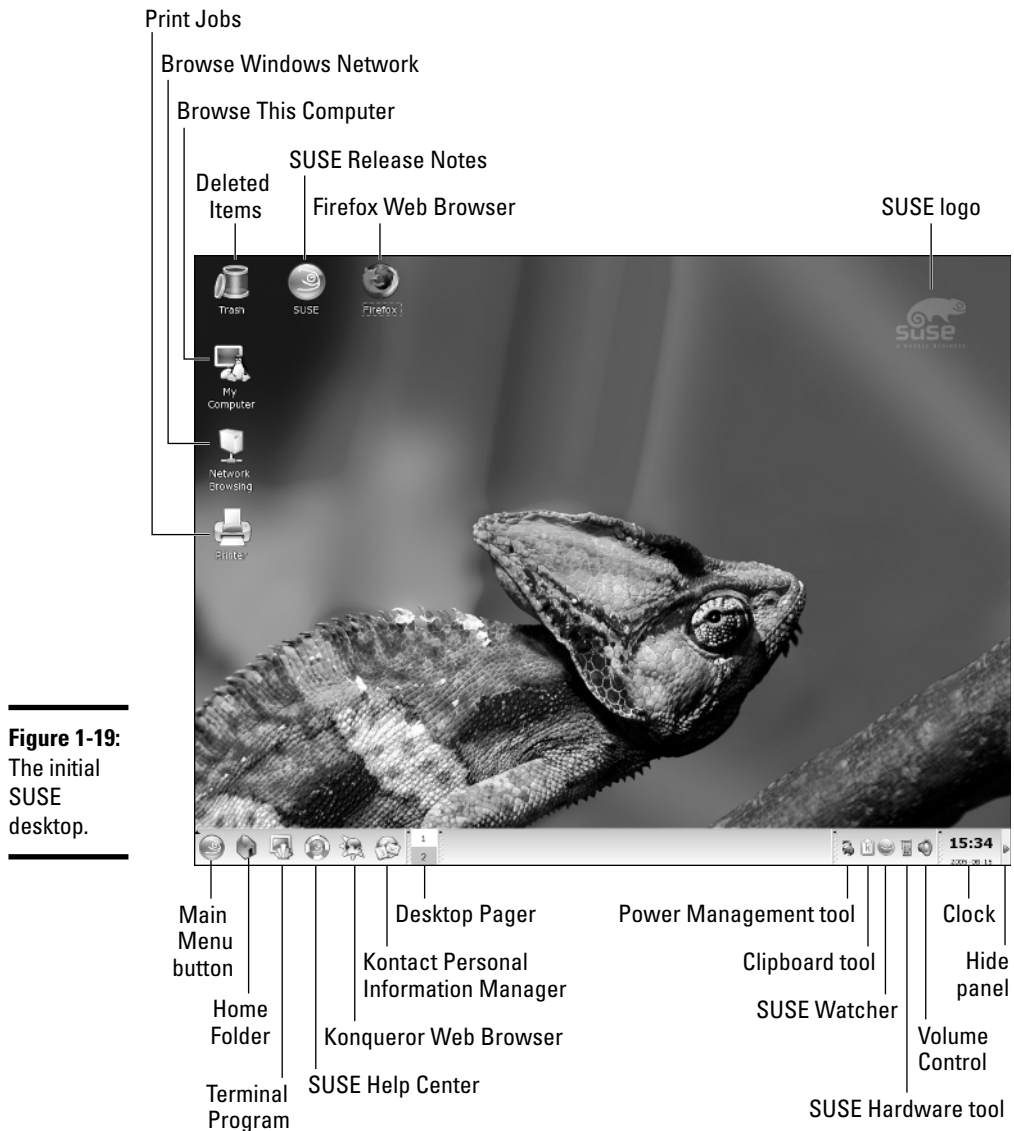 Print Jobs
Browse Windows Network
Browse This Computer
SUSE Release Notes
Deleted
Items
Firefox Web Browser
SUSE logo
Trash
SUSE
Firefox
suse
My
Computer
Network
Browsing
Printer
Figure 1-19:
The initial
SUSE
desktop.
1
2
15:34
Main
Menu
button
Desktop Pager
Power Management tool
Clock
Kontact Personal
Information Manager
Clipboard tool
Hide
panel
Home
Folder
Konqueror Web Browser
SUSE Watcher
Volume
Control
Terminal
Program
SUSE Help Center
SUSE Hardware tool